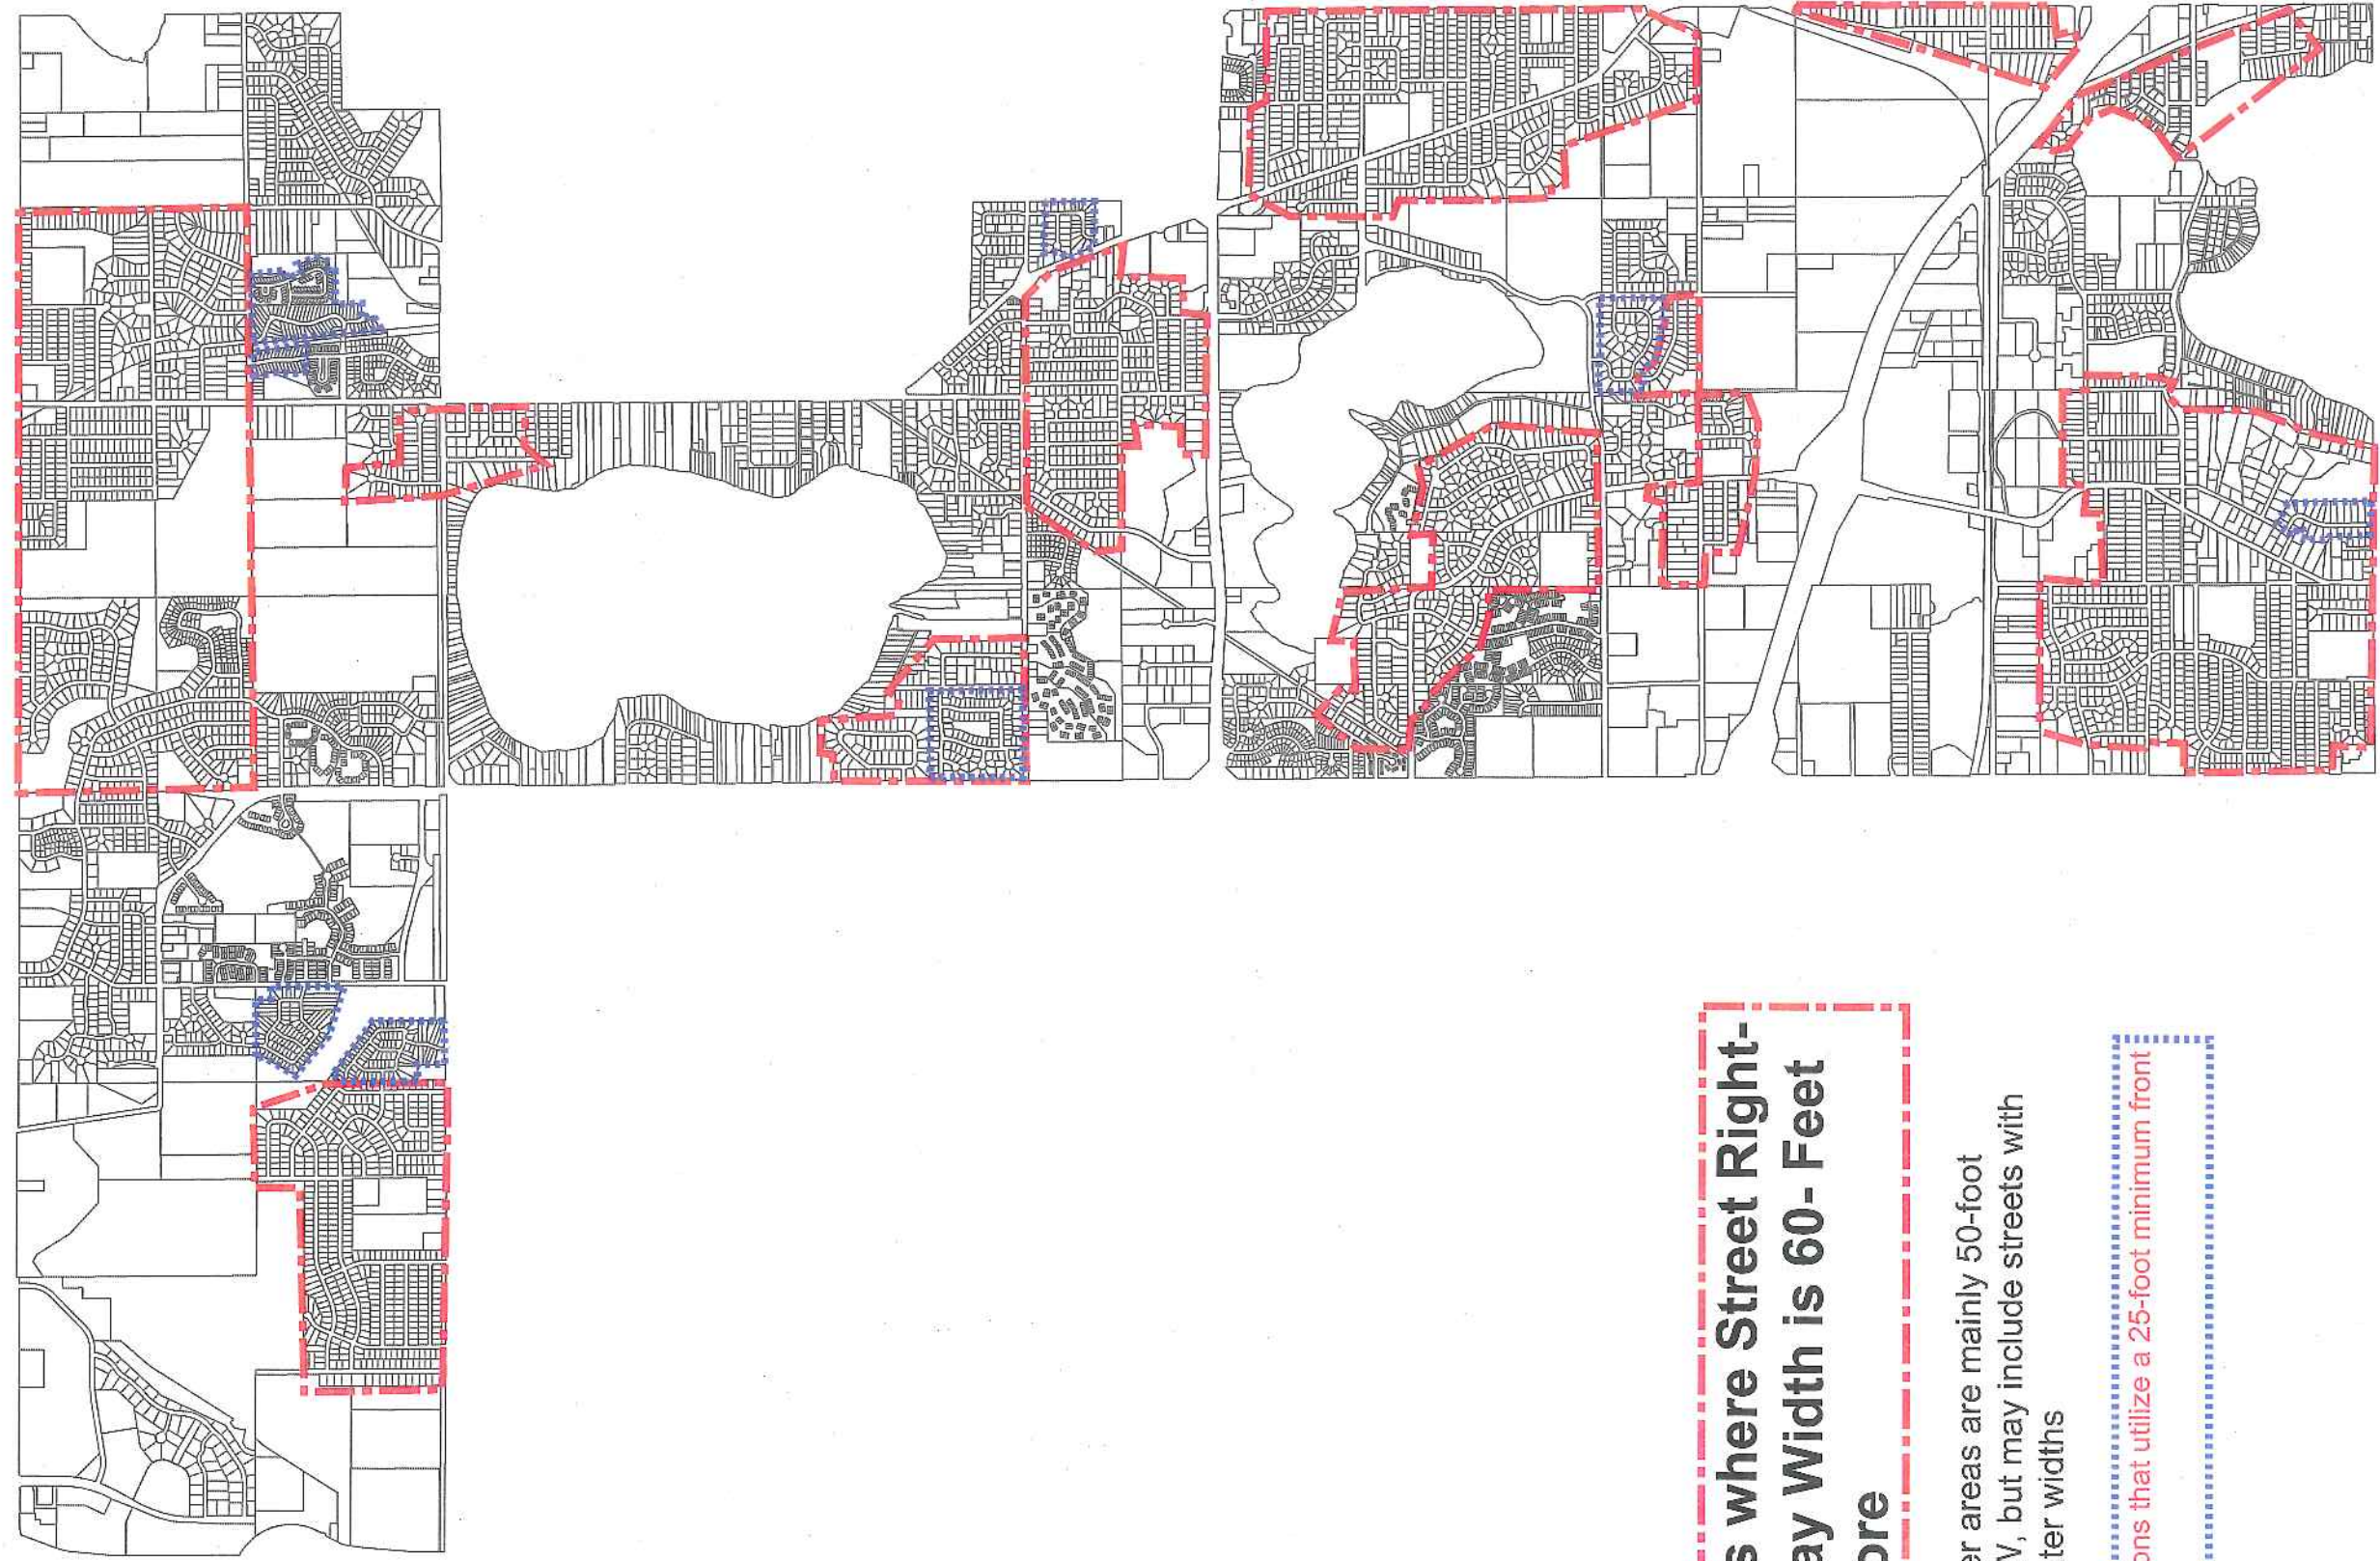 s where Street Right-
ay Width is 60- Feet
ore
er areas are mainly 50-foot
, but may include streets with
ter widths
ons that utilize a 25-foot minimum front